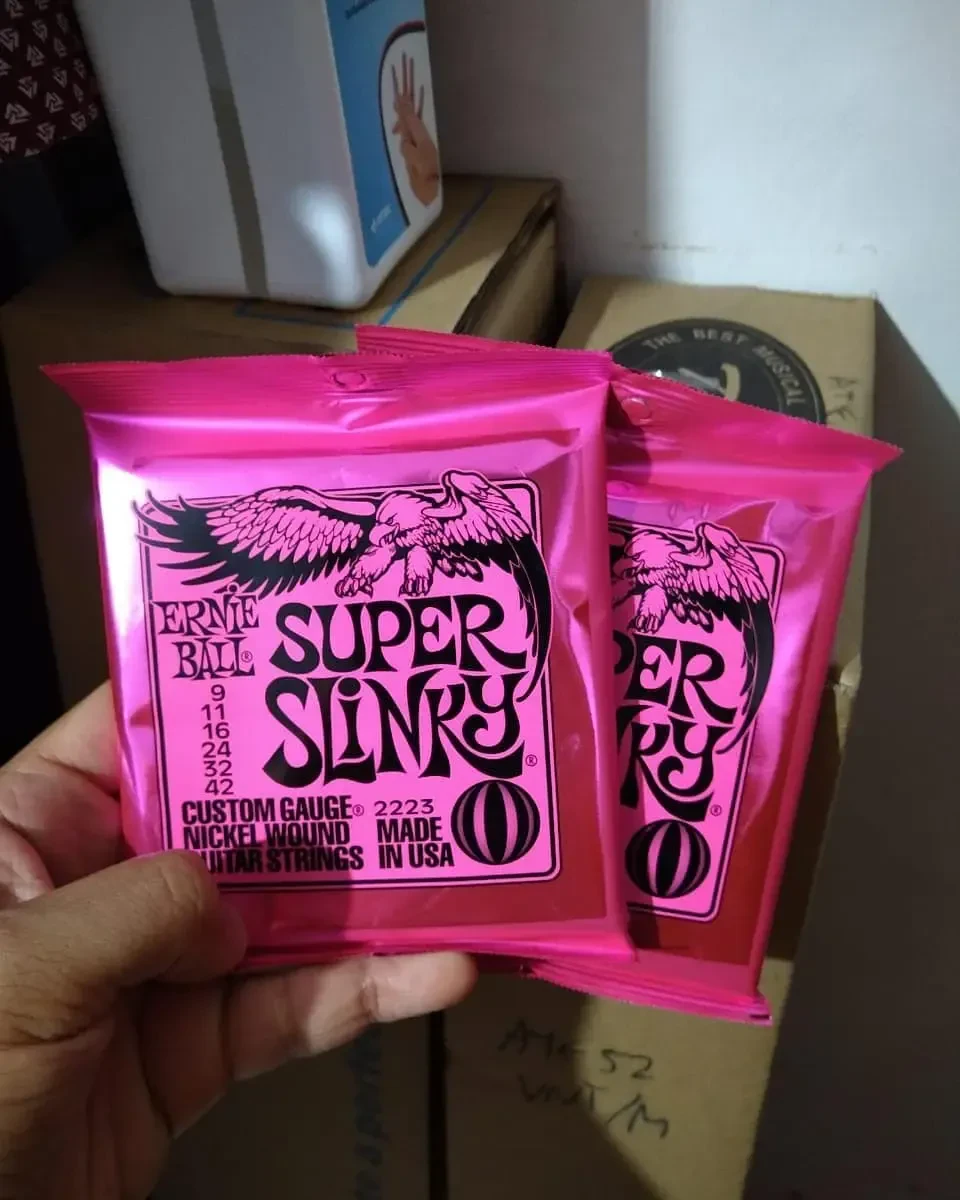 THE BEST MUSICAL
ERNIE
BALL®
SUPER
SLINKY®
9
11
16
24
32
42
CUSTOM GAUGE®
NICKEL WOUND
GUITAR STRINGS
2223
MADE
IN USA
PER
KY®
52